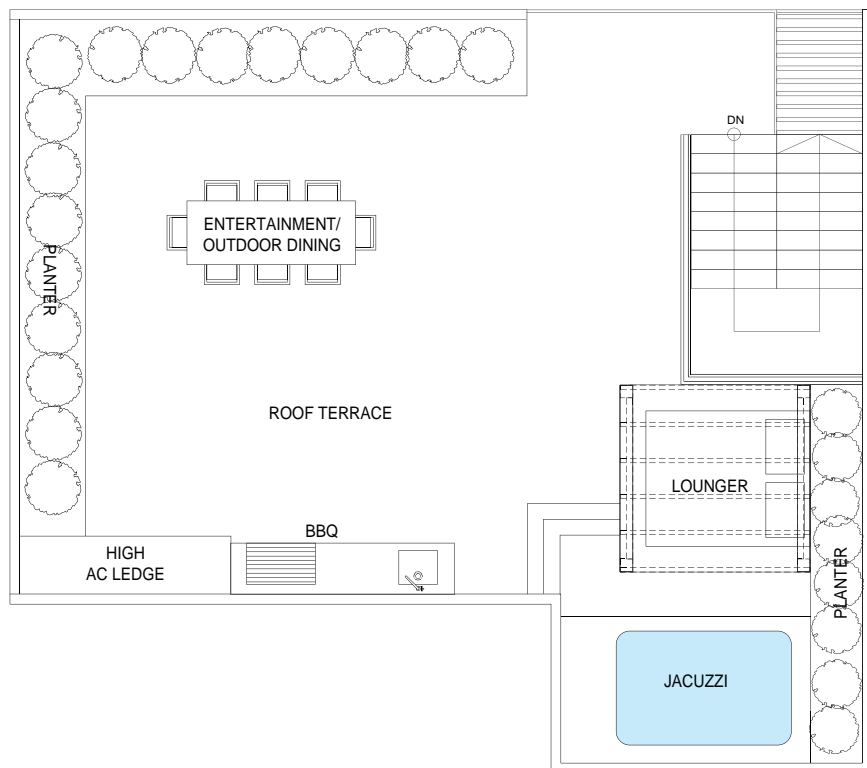 DN
ENTERTAINMENT/
OUTDOOR DINING
PLANTER
ROOF TERRACE
LOUNGER
BBQ
HIGH
AC LEDGE
PLANTER
JACUZZI